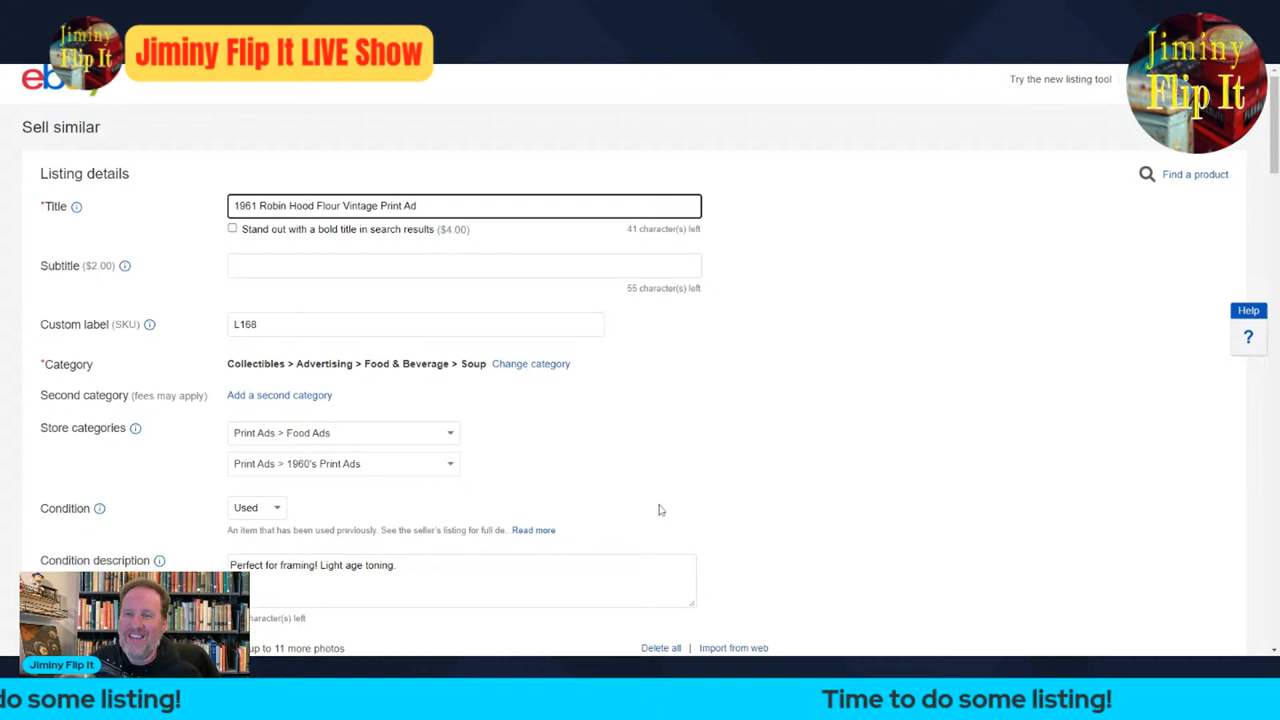 Jiminy
Flip It
Jiminy Flip It LIVE Show
Jiminy
Flip It
eb
Try the new listing tool
Sell similar
Listing details
Find a product
*Title
1961 Robin Hood Flour Vintage Print Ad
Stand out with a bold title in search results ($4.00)
41 character(s) left
Subtitle ($2.00)
55 character(s) left
Help
?
Custom label (SKU)
L168
*Category
Collectibles > Advertising > Food & Beverage > Soup Change category
Second category (fees may apply)
Add a second category
Store categories
Print Ads > Food Ads
Print Ads > 1960's Print Ads
Condition
Used
An item that has been used previously. See the seller's listing for full de...Read more
Condition description
Perfect for framing! Light age toning.
aracter(s) left
up to 11 more photos
Delete all | Import from web
Jiminy Flip It
do some listing!
Time to do some listing!